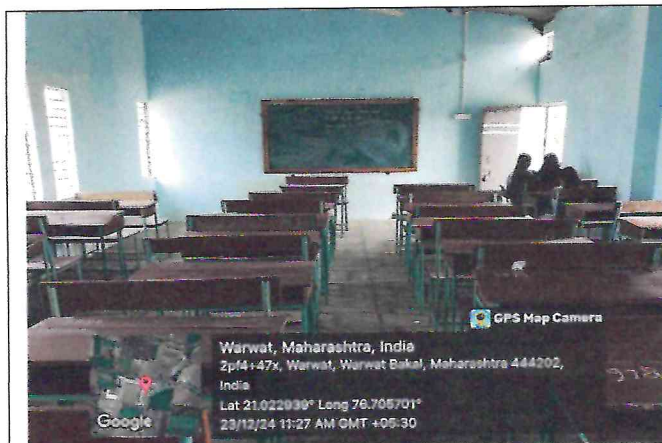 GPS Map Camera
Warwat, Maharashtra, India
2pf4+47x, Warwat, Warwat Bakal, Maharashtra 444202,
India
Lat 21.022939° Long 76.705701°
23/12/24 11:27 AM GMT +05:30
Google